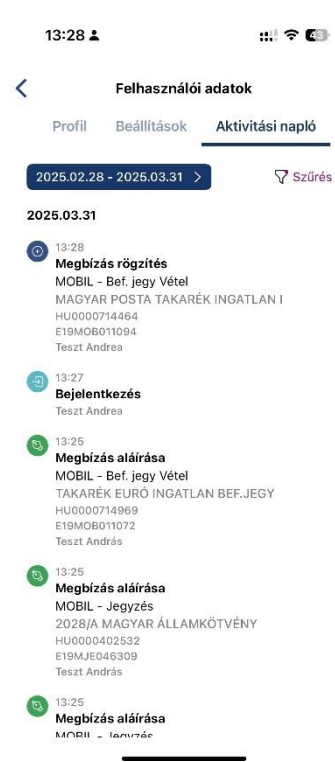 13:28
43
Felhasználói adatok
Profil Beállítások Aktivitási napló
2025.02.28 - 2025.03.31 Szűrés
2025.03.31
13:28
Megbízás rögzítés
MOBIL - Bef. jegy Vétel
MAGYAR POSTA TAKARÉK INGATLAN I
HU0000714464
E19MOB011094
Teszt Andrea
13:27
Bejelentkezés
Teszt Andrea
13:25
Megbízás aláírása
MOBIL - Bef. jegy Vétel
TAKARÉK EURÓ INGATLAN BEF.JEGY
HU0000714969
E19MOB011072
Teszt András
13:25
Megbízás aláírása
MOBIL - Jegyzés
2028/A MAGYAR ÁLLAMKÖTVÉNY
HU0000402532
E19MJE046309
Teszt András
13:25
Megbízás aláírása
MOBIL - Jegyzés